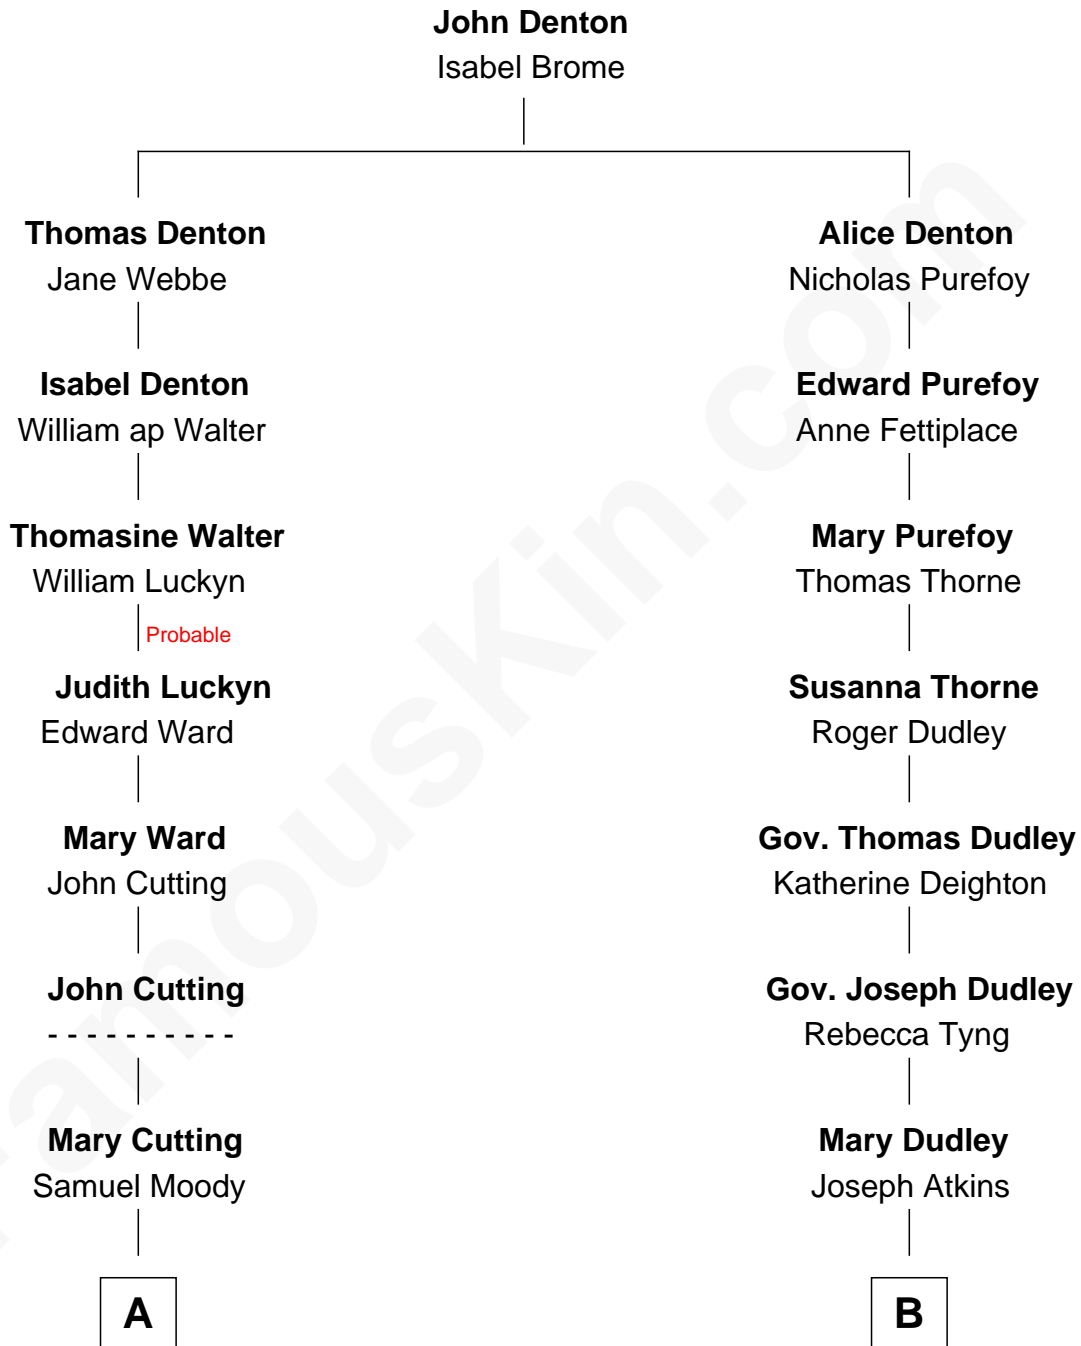 John Denton
Isabel Brome
Thomas Denton
Jane Webbe
Alice Denton
Nicholas Purefoy
Isabel Denton
William ap Walter
Edward Purefoy
Anne Fettiplace
Thomasine Walter
William Luckyn
Mary Purefoy
Thomas Thorne
Probable
Judith Luckyn
Edward Ward
Susanna Thorne
Roger Dudley
Mary Ward
John Cutting
Gov. Thomas Dudley
Katherine Deighton
John Cutting
- - - - - - - - - -
Gov. Joseph Dudley
Rebecca Tyng
Mary Cutting
Samuel Moody
Mary Dudley
Joseph Atkins
A
B
FamousKin.com